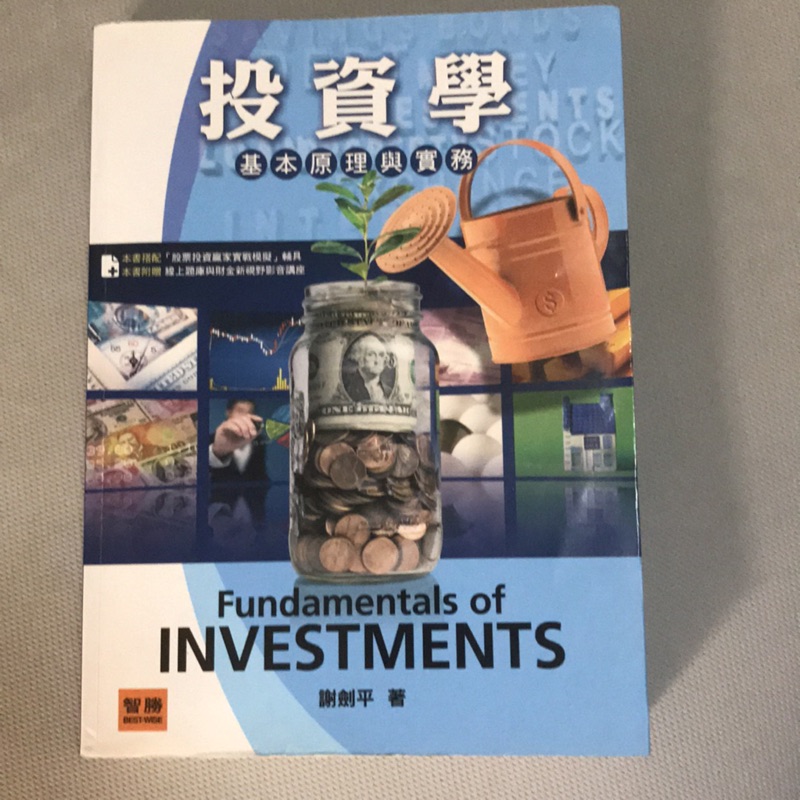 投資學
基本原理與實務
本書搭配「股票投資贏家實戰模擬」輔具
本書附贈 線上題庫與財金新視野影音講座
ONE DOLLAR
Fundamentals of
INVESTMENTS
謝劍平 著
智勝
BEST-WISE